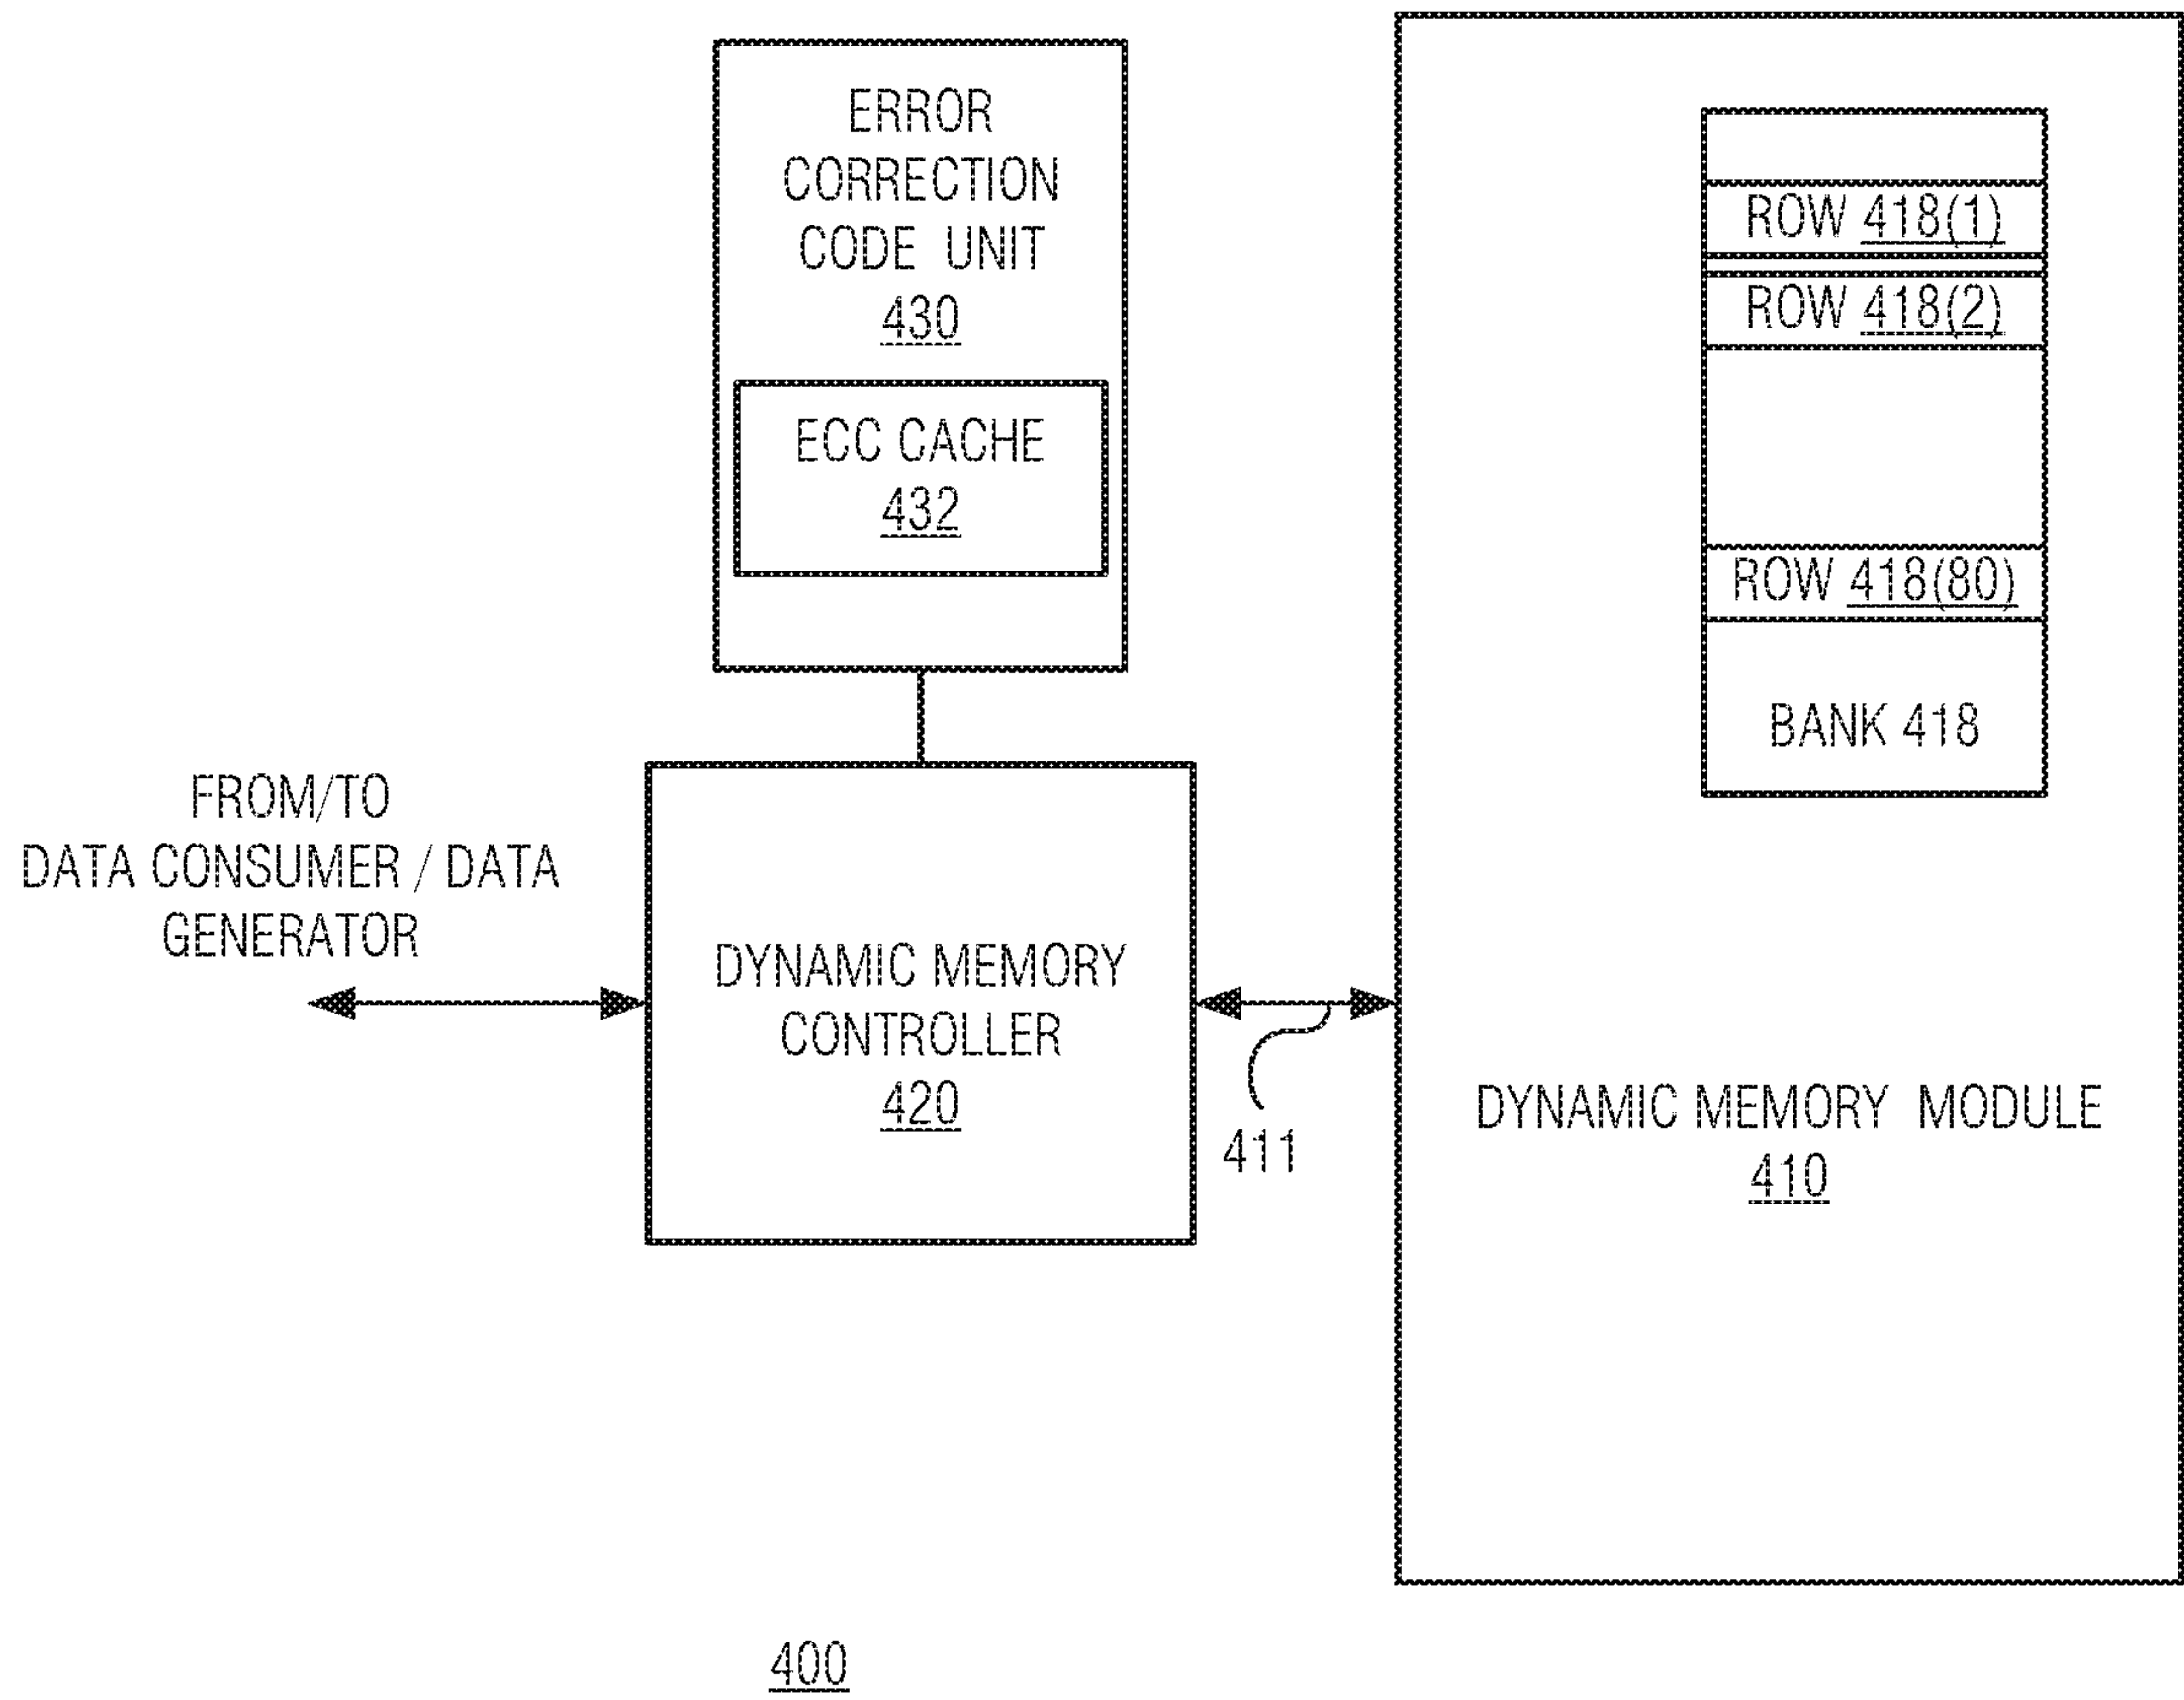 ERROR
CORRECTION
CODE UNIT
430
ECC CACHE
432
ROW 418(1)
ROW 418(2)
ROW 418(80)
BANK 418
FROM/TO
DATA CONSUMER / DATA
GENERATOR
DYNAMIC MEMORY
CONTROLLER
420
411
DYNAMIC MEMORY MODULE
410
400